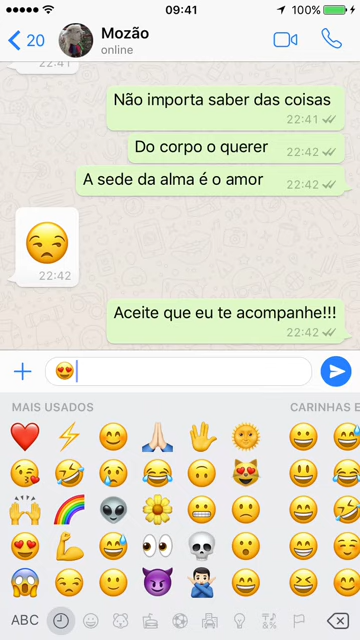 09:41
100%
20
Mozão
online
22:41
Não importa saber das coisas
22:41
Do corpo o querer
22:42
A sede da alma é o amor
22:42
22:42
Aceite que eu te acompanhe!!!
22:42
MAIS USADOS
CARINHAS E
ABC